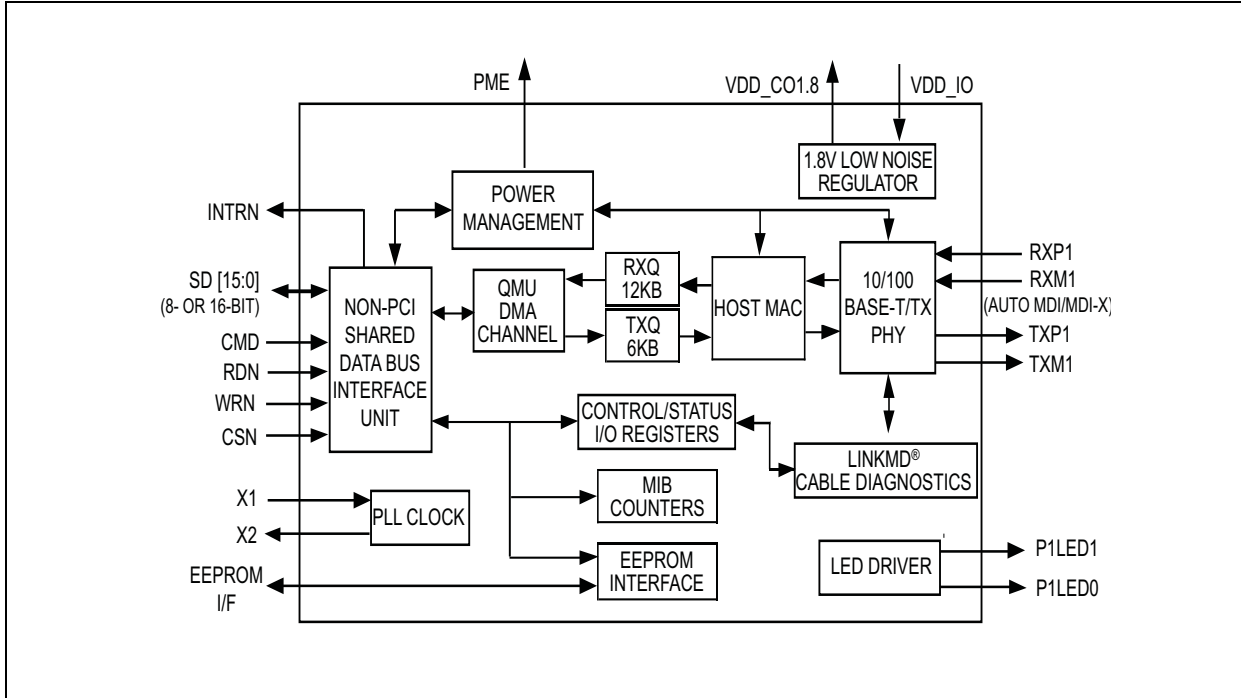 PME
VDD_CO1.8
VDD_IO
1.8V LOW NOISE
REGULATOR
POWER
MANAGEMENT
INTRN
SD [15:0]
(8- OR 16-BIT)
CMD
RDN
WRN
CSN
NON-PCI
SHARED
DATA BUS
INTERFACE
UNIT
QMU
DMA
CHANNEL
RXQ
12KB
TXQ
6KB
HOST MAC
10/100
BASE-T/TX
PHY
RXP1
RXM1
(AUTO MDI/MDI-X)
TXP1
TXM1
CONTROL/STATUS
I/O REGISTERS
LINKMD®
CABLE DIAGNOSTICS
MIB
COUNTERS
X1
X2
PLL CLOCK
EEPROM
I/F
EEPROM
INTERFACE
LED DRIVER
P1LED1
P1LED0